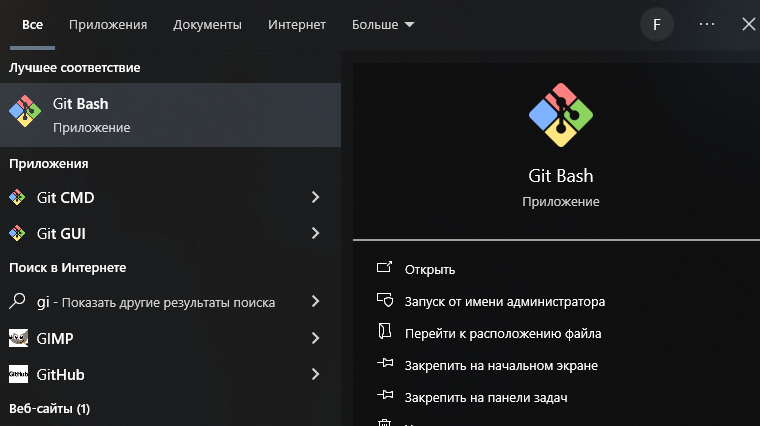 Все Приложения Документы Интернет Больше F ...
Лучшее соответствие
Git Bash
Приложение
Приложения
Git CMD
Git GUI
Поиск в Интернете
gi - Показать другие результаты поиска
GIMP
GitHub
GitHub
Веб-сайты (1)
Git Bash
Приложение
Открыть
Запуск от имени администратора
Перейти к расположению файла
Закрепить на начальном экране
Закрепить на панели задач